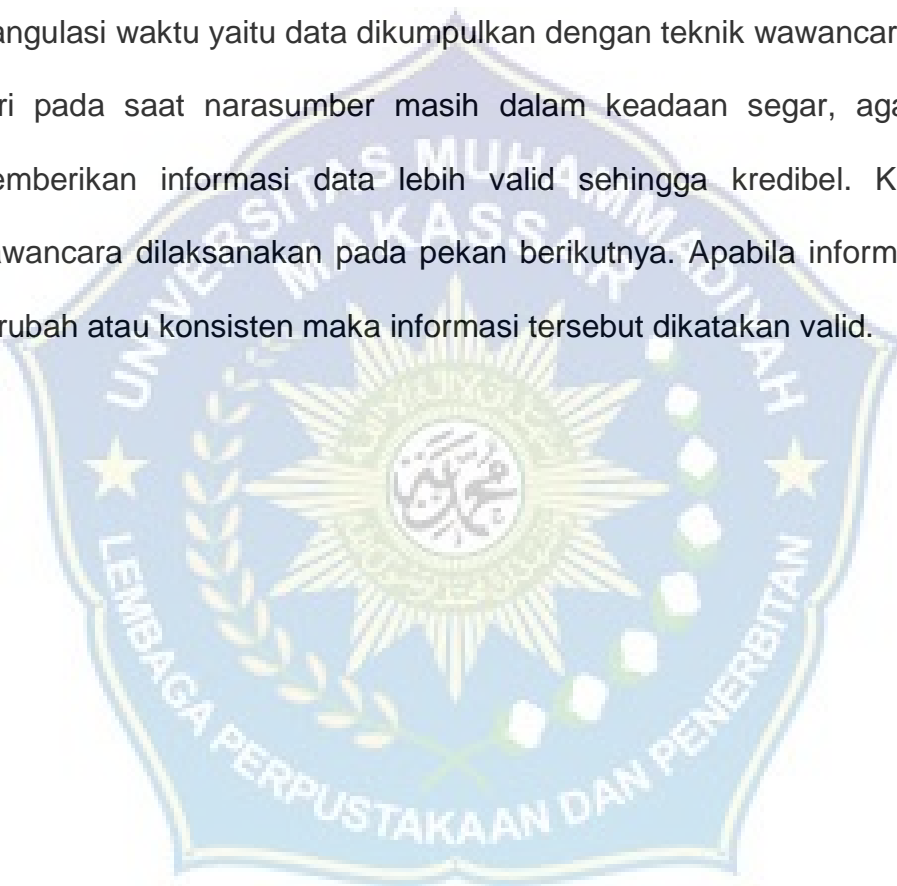 angulasi waktu yaitu data dikumpulkan dengan teknik wawancar
ri pada saat narasumber masih dalam keadaan segar, aga
emberikan informasi data lebih valid sehingga kredibel. K
awancara dilaksanakan pada pekan berikutnya. Apabila inform
rubah atau konsisten maka informasi tersebut dikatakan valid.
UNIVERSITAS MUHAMMADIYAH
MAKASSAR
محمدية
LEMBAGA PERPUSTAKAAN DAN PENERBITAN